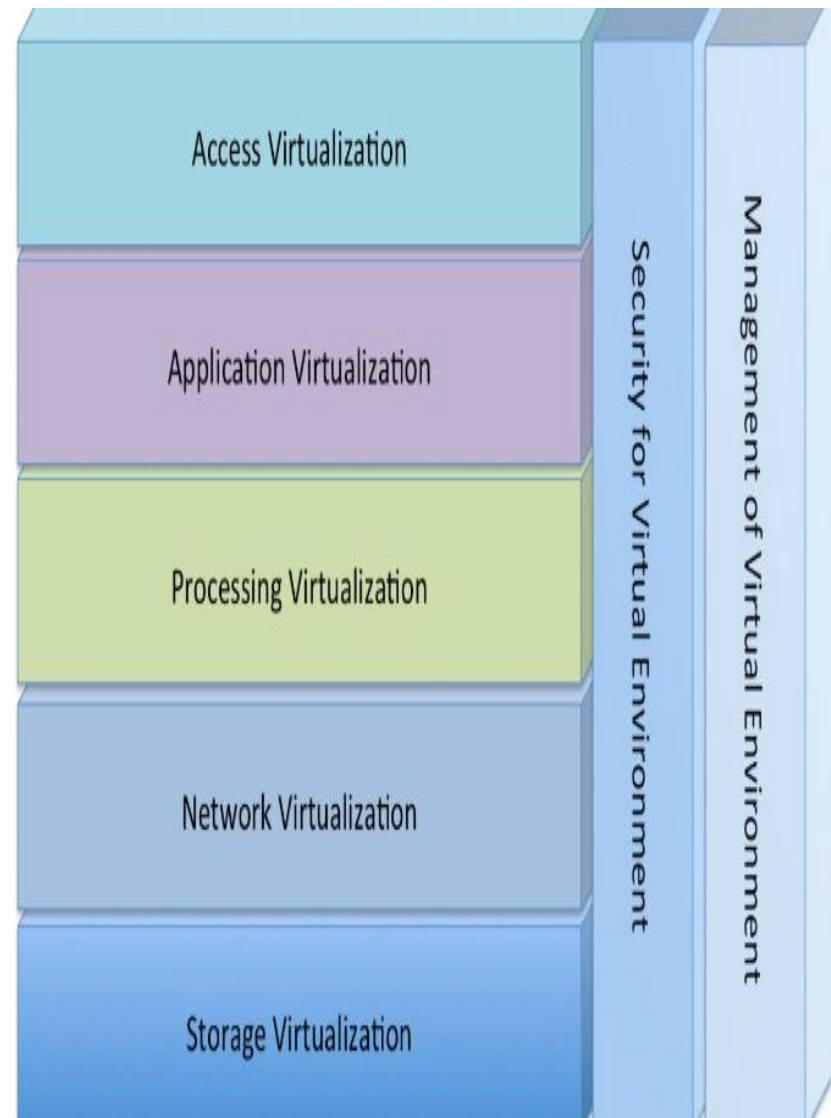 Access Virtualization
Application Virtualization
Processing Virtualization
Network Virtualization
Storage Virtualization
Security for Virtual Environment
Management of Virtual Environment